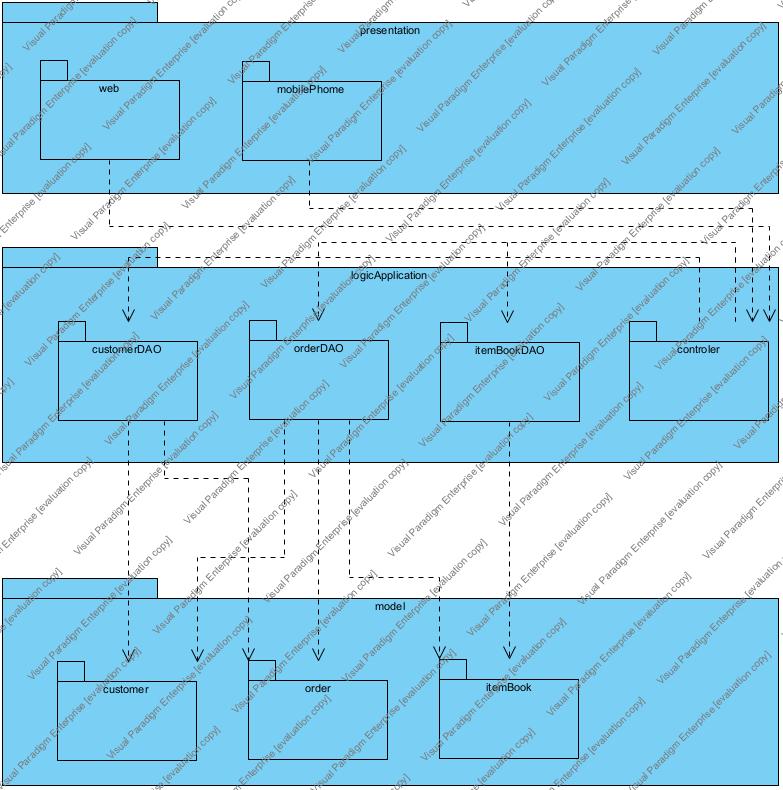 presentation
web
mobilePhome
logicApplication
customerDAO
orderDAO
itemBookDAO
controler
model
customer
order
itemBook
Visual Paradigm Enterprise [evaluation copy]